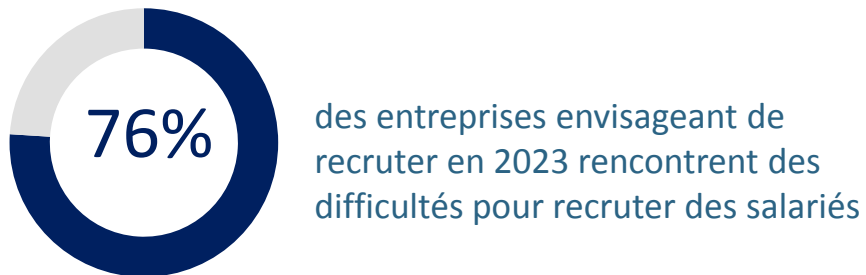 76%
des entreprises envisageant de
recruter en 2023 rencontrent des
difficultés pour recruter des salariés